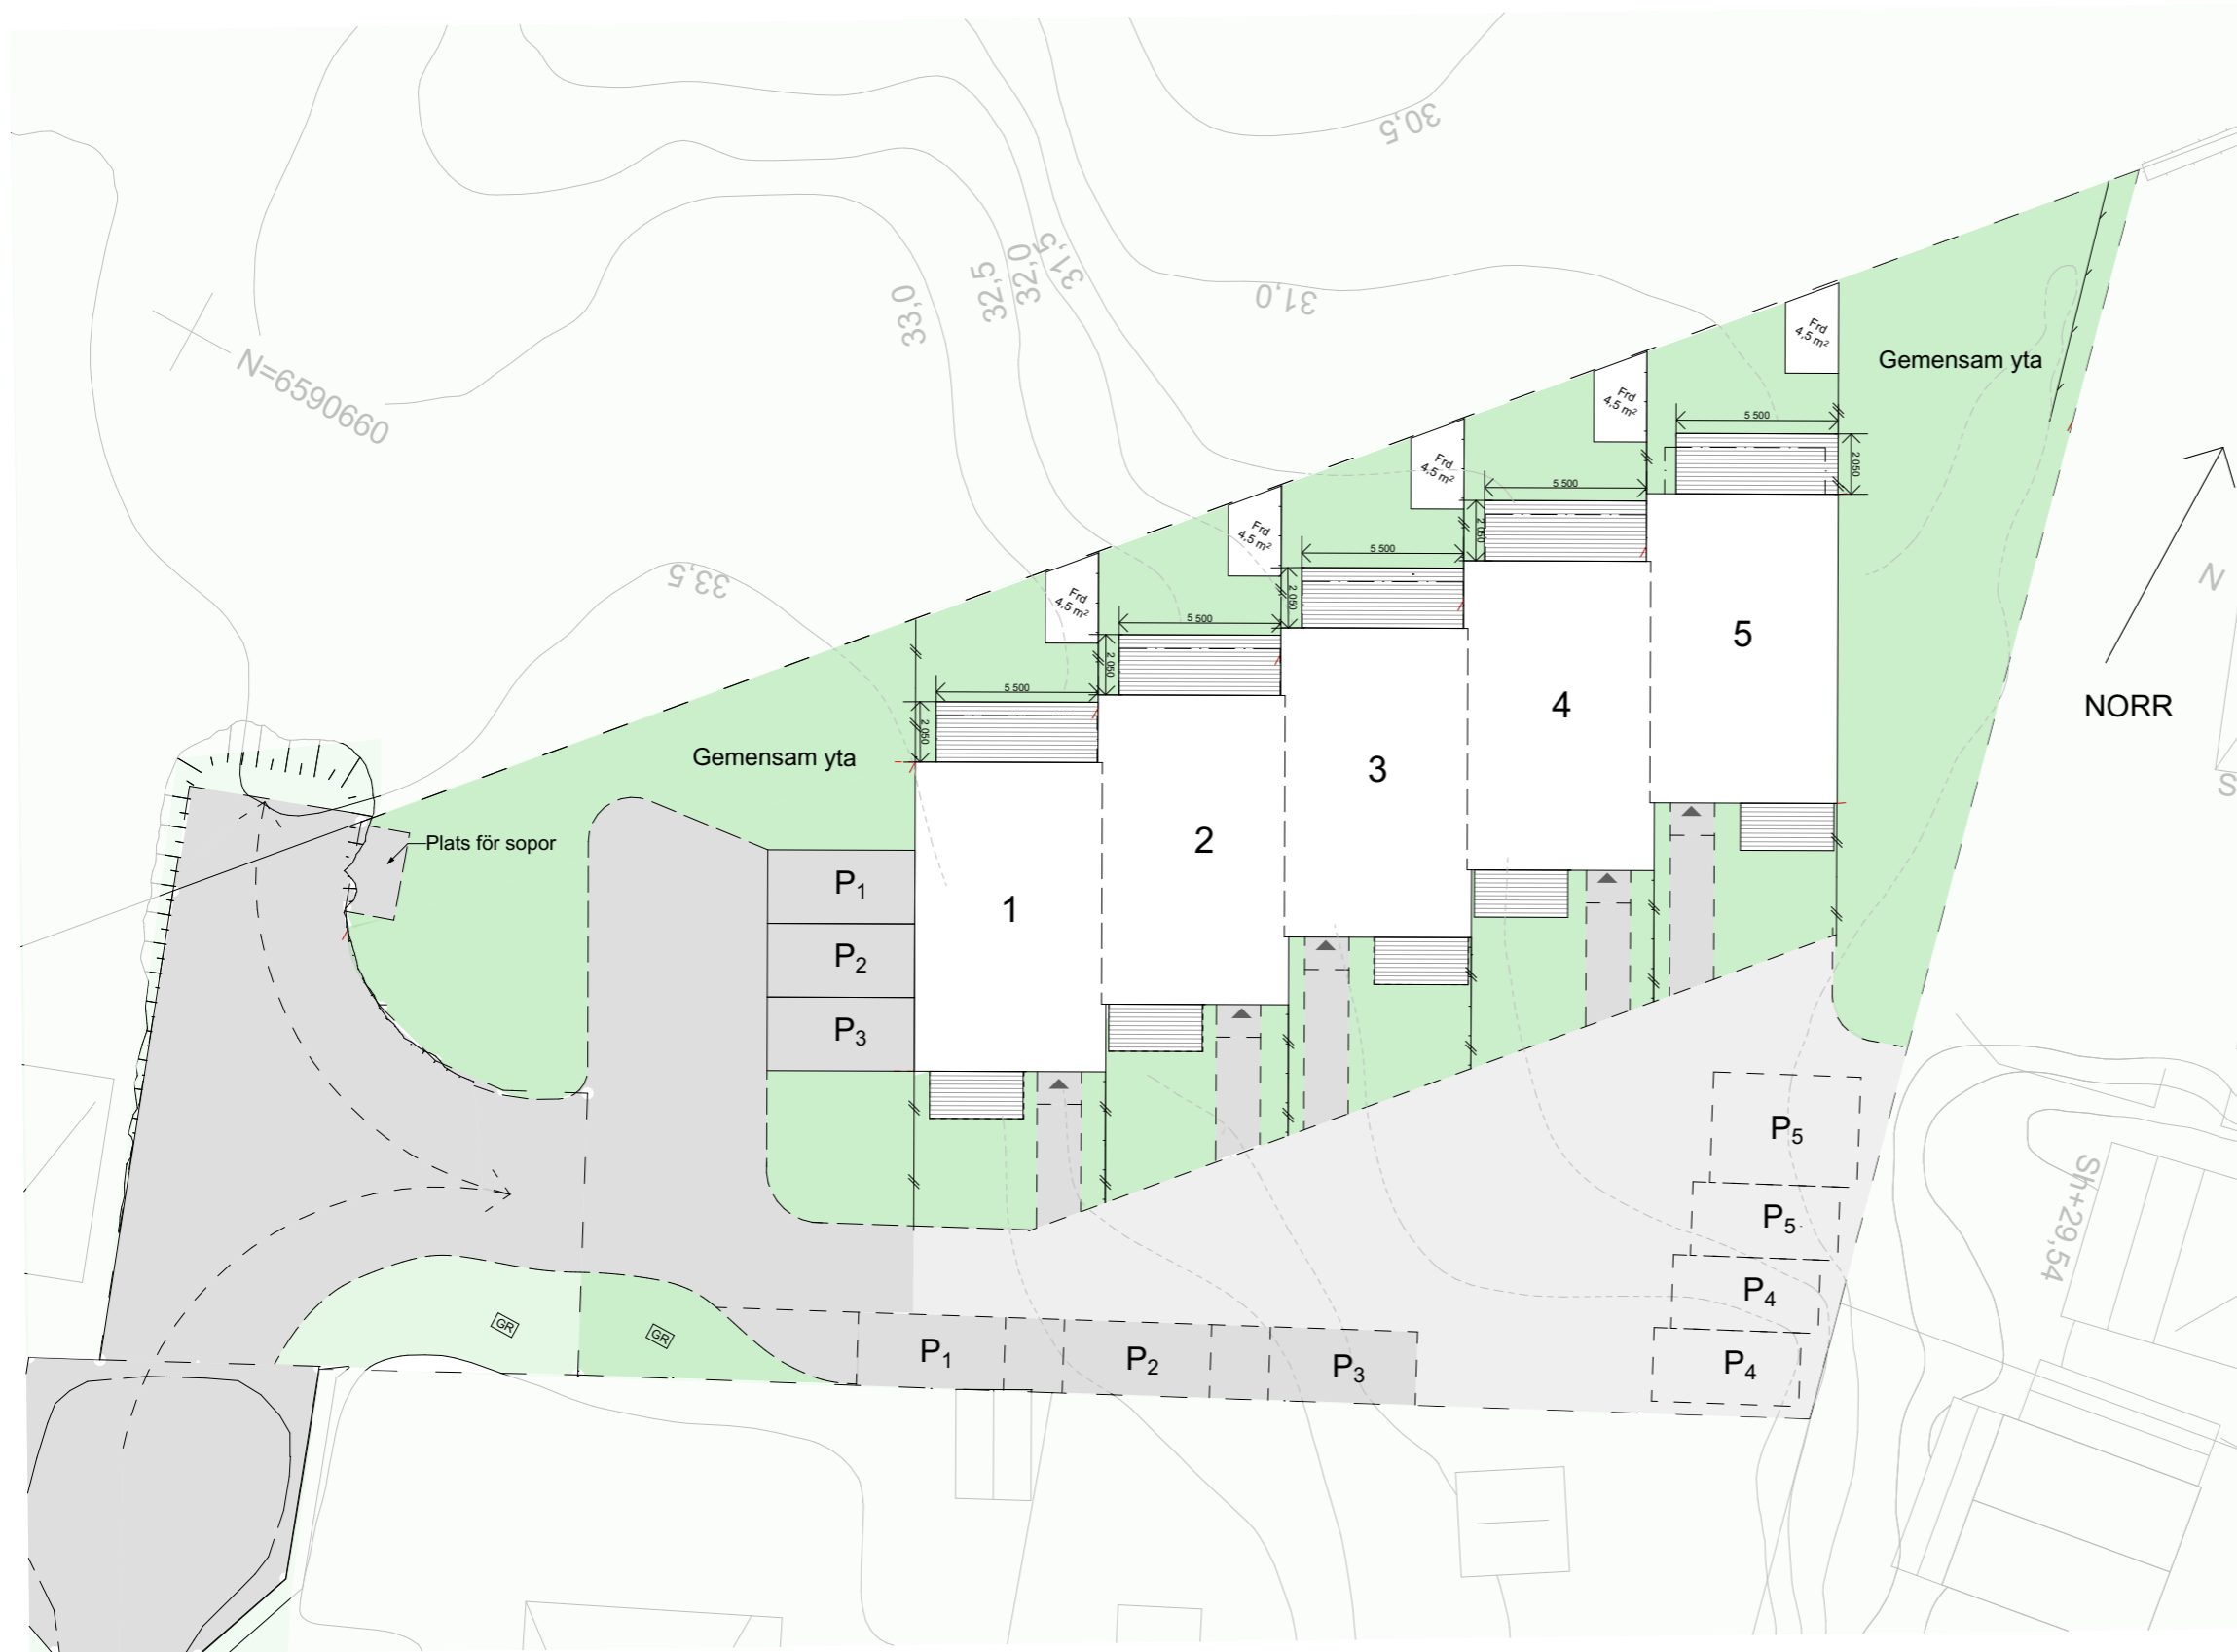 30,5
31,5
32,0
32,5
33,0
31,0
33,5
N=6590660
Frd
4,5 m²
Gemensam yta
Frd
4,5 m²
5 500
2 050
Frd
4,5 m²
5 500
2 050
Frd
4,5 m²
5 500
2 050
Frd
4,5 m²
5 500
2 050
5 500
2 050
N
S
NORR
5
4
3
2
1
Gemensam yta
Plats för sopor
P₁
P₂
P₃
P₅
P₅
P₄
P₄
Sh+29,54
GR
GR
P₁
P₂
P₃